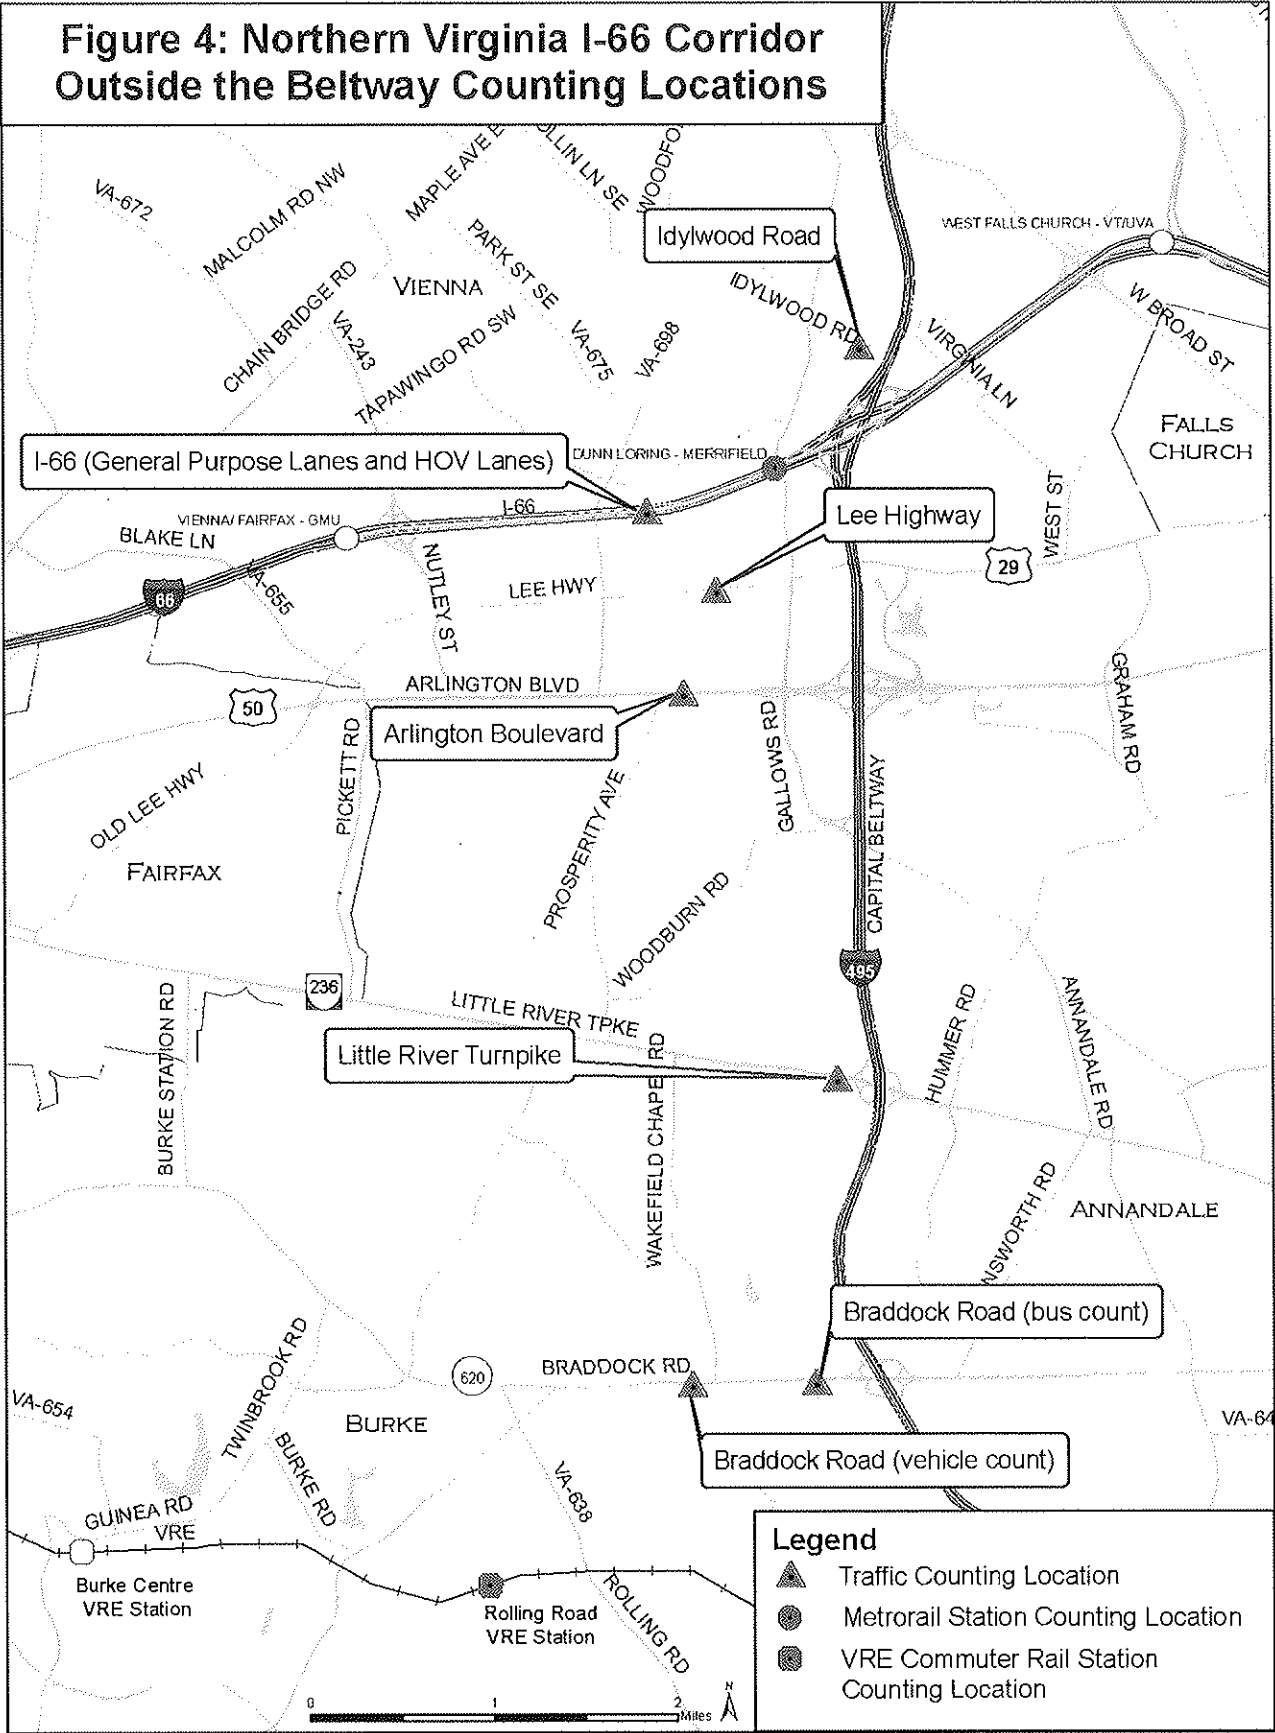 Figure 4: Northern Virginia I-66 Corridor
Outside the Beltway Counting Locations
VA-672
MALCOLM RD NW
MAPLE AVE E
OLLIN LN SE
WOODFO
Idylwood Road
WEST FALLS CHURCH - VT/UVA
CHAIN BRIDGE RD
VIENNA
PARK ST SE
IDYLWOOD RD
W BROAD ST
VA-243
TAPAWINGO RD SW
VA-675
VA-698
VIRGINIA LN
FALLS
CHURCH
I-66 (General Purpose Lanes and HOV Lanes)
DUNN LORING - MERRIFIELD
VIENNA/ FAIRFAX - GMU
I-66
Lee Highway
WEST ST
BLAKE LN
29
66
VA-655
NUTLEY ST
LEE HWY
ARLINGTON BLVD
50
GRAHAM RD
Arlington Boulevard
PICKETT RD
GALLOWS RD
OLD LEE HWY
PROSPERITY AVE
CAPITAL BELTWAY
FAIRFAX
WOODBURN RD
495
236
LITTLE RIVER TPKE
BURKE STATION RD
HUMMER RD
ANNANDALE RD
Little River Turnpike
WAKEFIELD CHAPEL RD
NSWORTH RD
ANNANDALE
Braddock Road (bus count)
TWINBROOK RD
620
BRADDOCK RD
VA-654
BURKE
VA-64
BURKE RD
Braddock Road (vehicle count)
VA-638
GUINEA RD
VRE
Burke Centre
VRE Station
Rolling Road
VRE Station
ROLLING RD
Legend
Traffic Counting Location
Metrorail Station Counting Location
VRE Commuter Rail Station
Counting Location
0 1 2
Miles
N